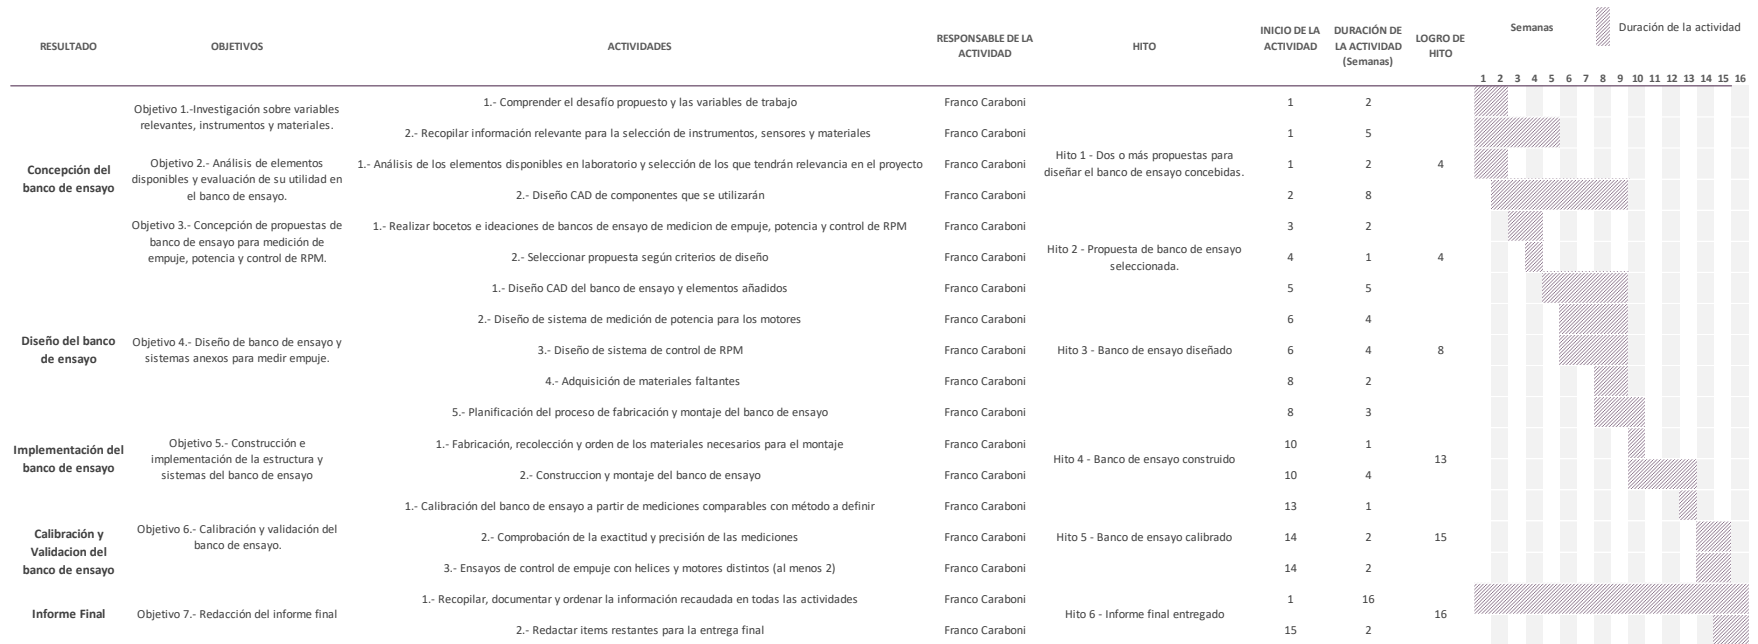 Semanas
Duración de la actividad
RESULTADO
OBJETIVOS
ACTIVIDADES
RESPONSABLE DE LA
ACTIVIDAD
HITO
INICIO DE LA
ACTIVIDAD
DURACIÓN DE
LA ACTIVIDAD
(Semanas)
LOGRO DE
HITO
1 2 3 4 5 6 7 8 9 10 11 12 13 14 15 16
Concepción del
banco de ensayo
Objetivo 1.-Investigación sobre variables
relevantes, instrumentos y materiales.
1.- Comprender el desafío propuesto y las variables de trabajo Franco Caraboni 1 2
2.- Recopilar información relevante para la selección de instrumentos, sensores y materiales Franco Caraboni 1 5
Objetivo 2.- Análisis de elementos
disponibles y evaluación de su utilidad en
el banco de ensayo.
1.- Análisis de los elementos disponibles en laboratorio y selección de los que tendrán relevancia en el proyecto Franco Caraboni 1 2
2.- Diseño CAD de componentes que se utilizarán Franco Caraboni 2 8
Hito 1 - Dos o más propuestas para
diseñar el banco de ensayo concebidas.
4
Objetivo 3.- Concepción de propuestas de
banco de ensayo para medición de
empuje, potencia y control de RPM.
1.- Realizar bocetos e ideaciones de bancos de ensayo de medicion de empuje, potencia y control de RPM Franco Caraboni 3 2
2.- Seleccionar propuesta según criterios de diseño Franco Caraboni 4 1
Hito 2 - Propuesta de banco de ensayo
seleccionada.
4
Diseño del banco
de ensayo
Objetivo 4.- Diseño de banco de ensayo y
sistemas anexos para medir empuje.
1.- Diseño CAD del banco de ensayo y elementos añadidos Franco Caraboni 5 5
2.- Diseño de sistema de medición de potencia para los motores Franco Caraboni 6 4
3.- Diseño de sistema de control de RPM Franco Caraboni Hito 3 - Banco de ensayo diseñado 6 4 8
4.- Adquisición de materiales faltantes Franco Caraboni 8 2
5.- Planificación del proceso de fabricación y montaje del banco de ensayo Franco Caraboni 8 3
Implementación del
banco de ensayo
Objetivo 5.- Construcción e
implementación de la estructura y
sistemas del banco de ensayo
1.- Fabricación, recolección y orden de los materiales necesarios para el montaje Franco Caraboni 10 1
2.- Construccion y montaje del banco de ensayo Franco Caraboni 10 4
Hito 4 - Banco de ensayo construido 13
Calibración y
Validacion del
banco de ensayo
Objetivo 6.- Calibración y validación del
banco de ensayo.
1.- Calibración del banco de ensayo a partir de mediciones comparables con método a definir Franco Caraboni 13 1
2.- Comprobación de la exactitud y precisión de las mediciones Franco Caraboni Hito 5 - Banco de ensayo calibrado 14 2 15
3.- Ensayos de control de empuje con helices y motores distintos (al menos 2) Franco Caraboni 14 2
Informe Final
Objetivo 7.- Redacción del informe final
1.- Recopilar, documentar y ordenar la información recaudada en todas las actividades Franco Caraboni 1 16
2.- Redactar items restantes para la entrega final Franco Caraboni 15 2
Hito 6 - Informe final entregado 16